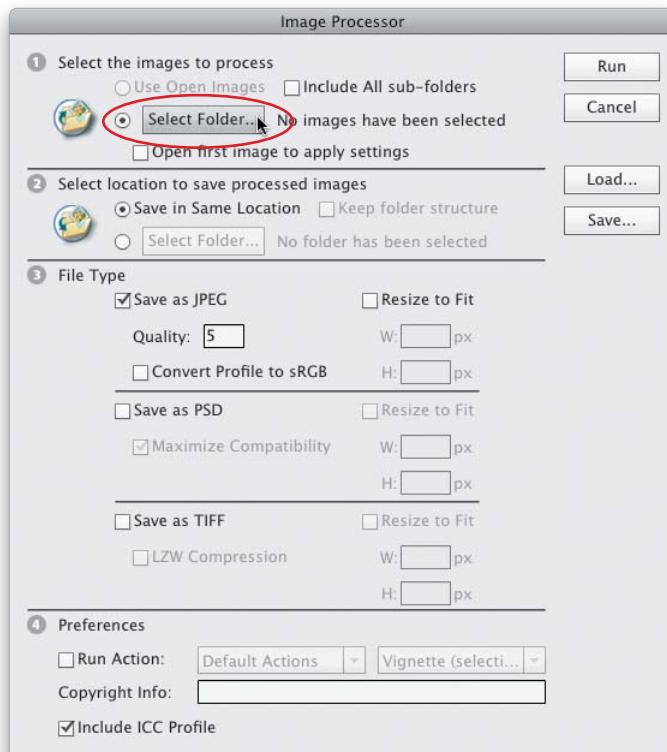 Image Processor
1 Select the images to process
Use Open Images Include All sub-folders
Select Folder... No images have been selected
Open first image to apply settings
2 Select location to save processed images
Save in Same Location Keep folder structure
Select Folder... No folder has been selected
3 File Type
Save as JPEG Resize to Fit
Quality: 5 W: px
Convert Profile to sRGB H: px
Save as PSD Resize to Fit
Maximize Compatibility W: px
H: px
Save as TIFF Resize to Fit
LZW Compression W: px
H: px
4 Preferences
Run Action: Default Actions Vignette (selecti...
Copyright Info:
Include ICC Profile
Run
Cancel
Load...
Save...